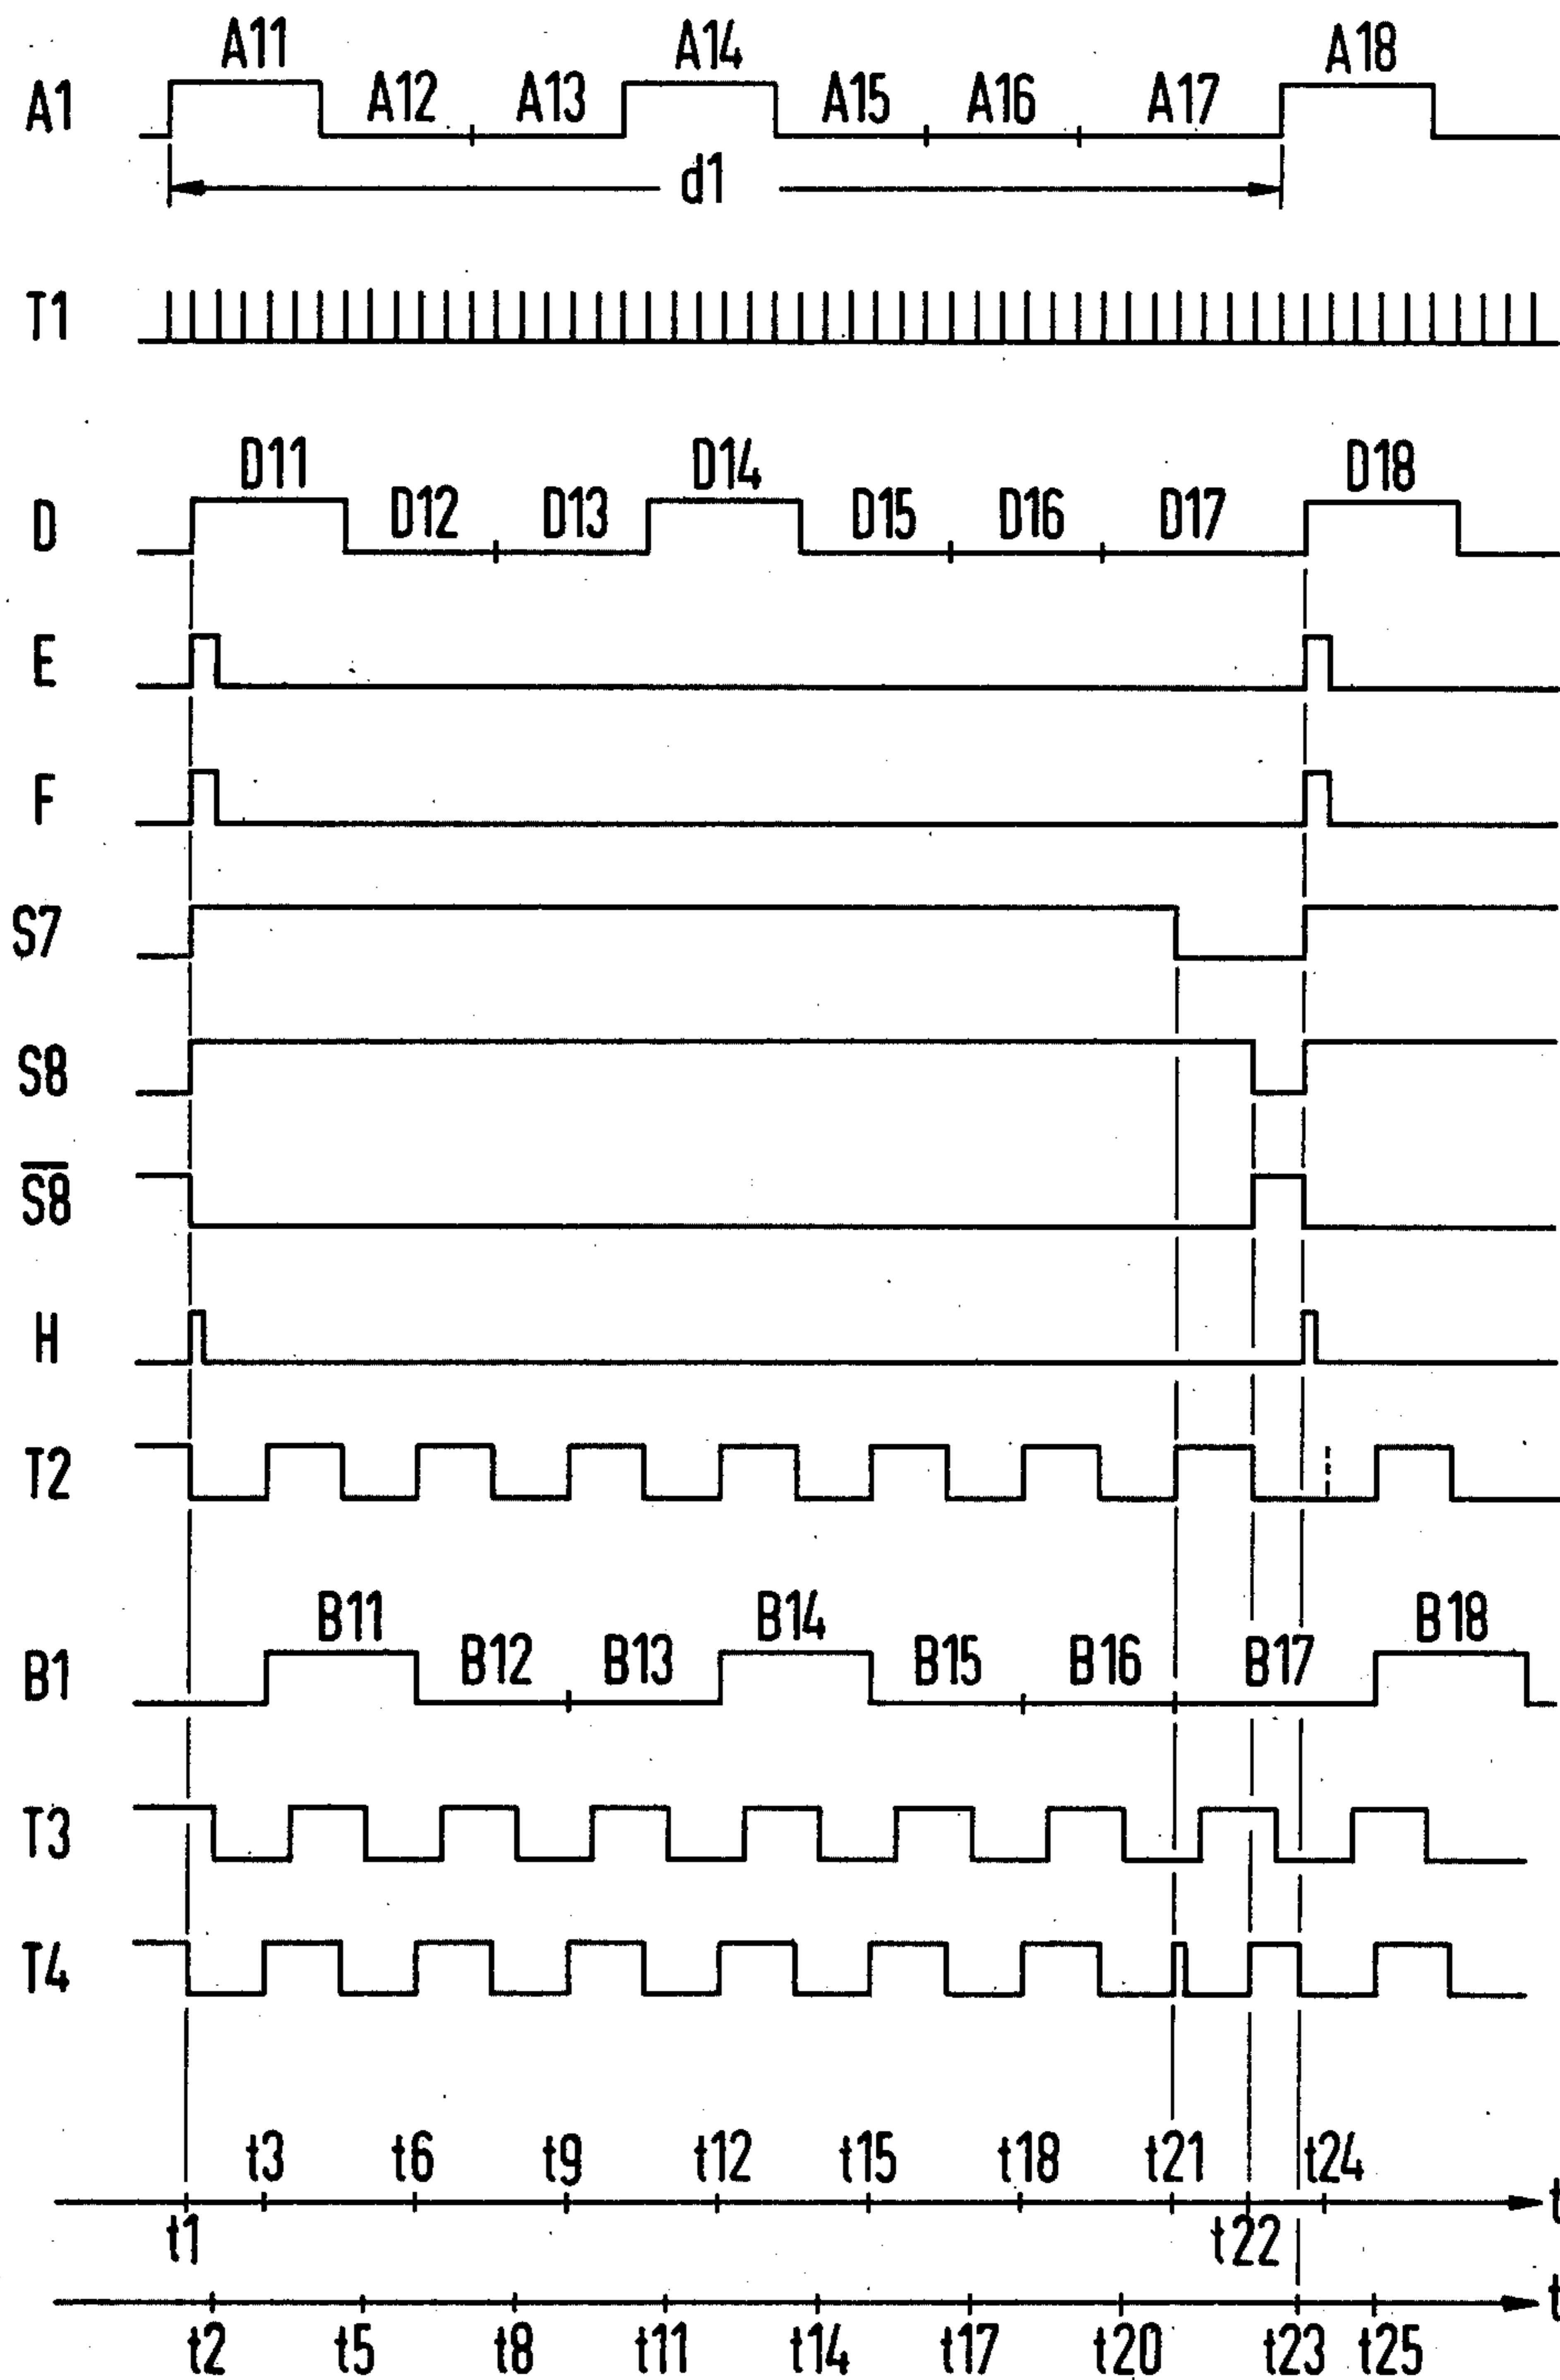 A1 A11 A12 A13 A14 A15 A16 A17 A18
d1
T1
D D11 D12 D13 D14 D15 D16 D17 D18
E
F
S7
S8
S̅8̅
H
T2
B1 B11 B12 B13 B14 B15 B16 B17 B18
T3
T4
t3 t6 t9 t12 t15 t18 t21 t24
t
t1 t22
t
t2 t5 t8 t11 t14 t17 t20 t23 t25